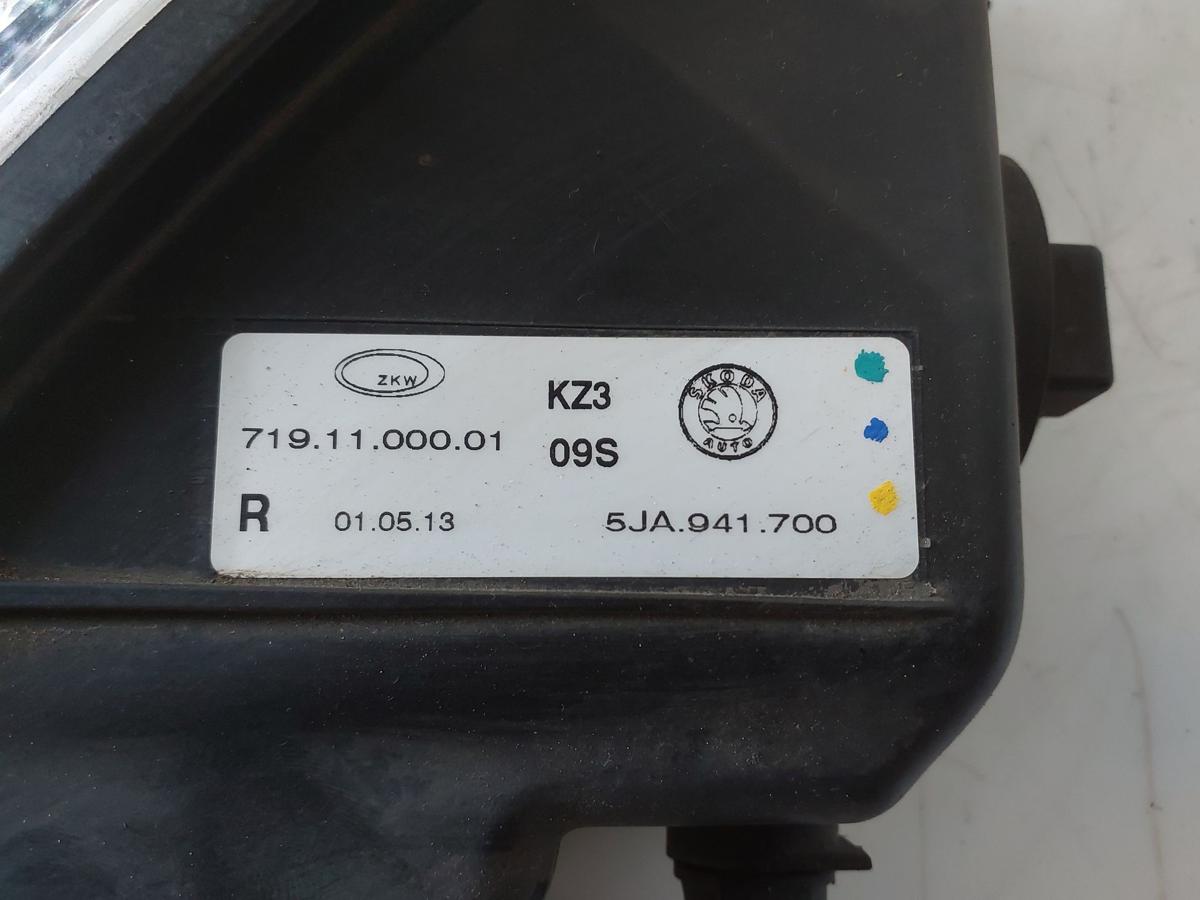 ZKW
719.11.000.01
KZ3
09S
SKODA
AUTO
R
01.05.13
5JA.941.700